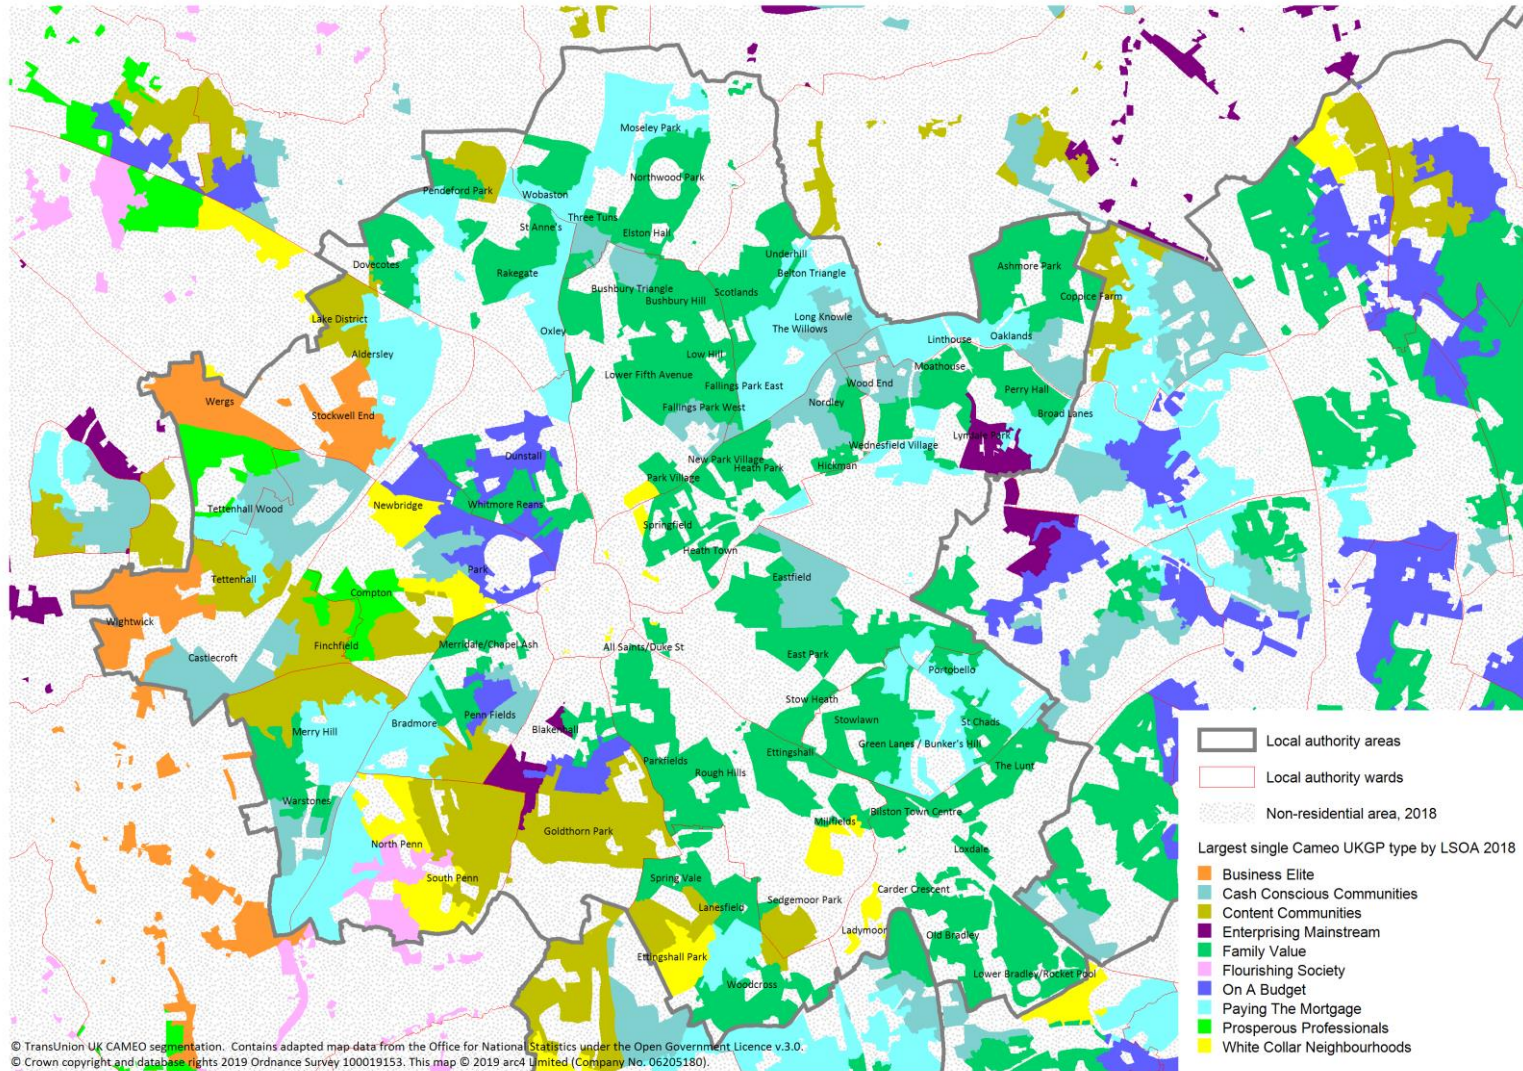 Moseley Park
Northwood Park
Pendeford Park
Wobaston
Three Tuns
St Anne's
Elston Hall
Underhill
Dovecotes
Rakegate
Belton Triangle
Ashmore Park
Bushbury Triangle
Scotlands
Bushbury Hill
Coppice Farm
Lake District
Long Knowle
Oxley
The Willows
Linthouse
Oaklands
Aldersley
Low Hill
Moathouse
Lower Fifth Avenue
Fallings Park East
Wood End
Perry Hall
Wergs
Nordley
Stockwell End
Fallings Park West
Broad Lanes
Lyndale Park
Wednesfield Village
Dunstall
New Park Village
Heath Park
Hickman
Park Village
Newbridge
Whitmore Reans
Tettenhall Wood
Springfield
Heath Town
Park
Tettenhall
Eastfield
Compton
Wightwick
Finchfield
Merridale/Chapel Ash
All Saints/Duke St
Castlecroft
East Park
Portobello
Stow Heath
Penn Fields
Bradmore
Stowlawn
St Chads
Merry Hill
Blakenhall
Green Lanes / Bunker's Hill
Ettingshall
Parkfields
The Lunt
Rough Hills
Warstones
Bilston Town Centre
Millfields
Goldthorn Park
North Penn
Loxdale
South Penn
Spring Vale
Carder Crescent
Sedgemoor Park
Lanesfield
Ladymoor
Old Bradley
Ettingshall Park
Lower Bradley/Rocket Pool
Woodcross
Local authority areas
Local authority wards
Non-residential area, 2018
Largest single Cameo UKGP type by LSOA 2018
Business Elite
Cash Conscious Communities
Content Communities
Enterprising Mainstream
Family Value
Flourishing Society
On A Budget
Paying The Mortgage
Prosperous Professionals
White Collar Neighbourhoods
© TransUnion UK CAMEO segmentation. Contains adapted map data from the Office for National Statistics under the Open Government Licence v.3.0.
© Crown copyright and database rights 2019 Ordnance Survey 100019153. This map © 2019 arc4 Limited (Company No. 06205180).